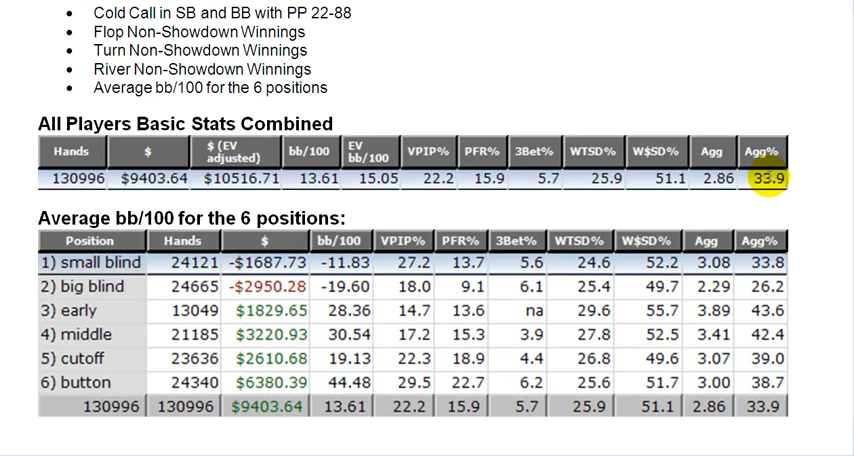 • Cold Call in SB and BB with PP 22-88
• Flop Non-Showdown Winnings
• Turn Non-Showdown Winnings
• River Non-Showdown Winnings
• Average bb/100 for the 6 positions
All Players Basic Stats Combined
Hands $ $ (EV adjusted) bb/100 EV bb/100 VPIP% PFR% 3Bet% WTSD% W$SD% Agg Agg%
130996 $9403.64 $10516.71 13.61 15.05 22.2 15.9 5.7 25.9 51.1 2.86 33.9
Average bb/100 for the 6 positions:
Position Hands $ bb/100 VPIP% PFR% 3Bet% WTSD% W$SD% Agg Agg%
1) small blind 24121 -$1687.73 -11.83 27.2 13.7 5.6 24.6 52.2 3.08 33.8
2) big blind 24665 -$2950.28 -19.60 18.0 9.1 6.1 25.4 49.7 2.29 26.2
3) early 13049 $1829.65 28.36 14.7 13.6 na 29.6 55.7 3.89 43.6
4) middle 21185 $3220.93 30.54 17.2 15.3 3.9 27.8 52.5 3.41 42.4
5) cutoff 23636 $2610.68 19.13 22.3 18.9 4.4 26.8 49.6 3.07 39.0
6) button 24340 $6380.39 44.48 29.5 22.7 6.2 25.6 51.7 3.00 38.7
130996 130996 $9403.64 13.61 22.2 15.9 5.7 25.9 51.1 2.86 33.9